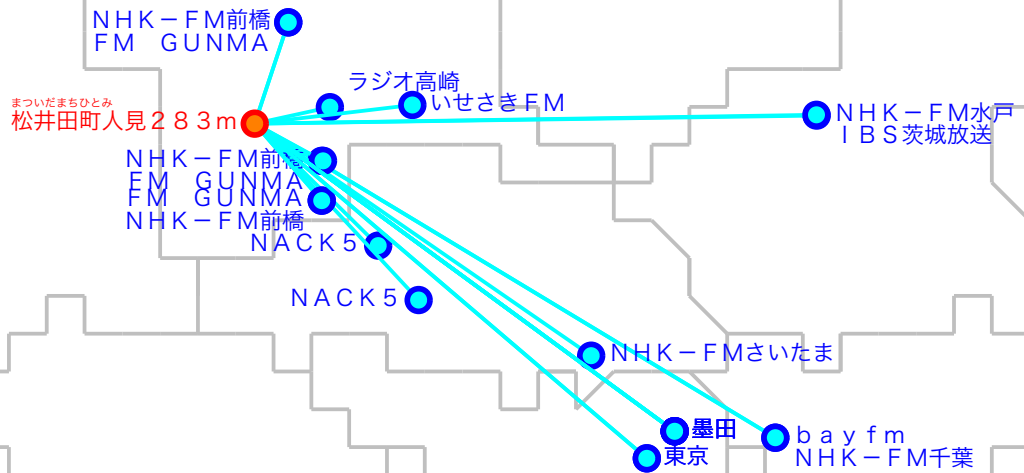 ＮＨＫ－ＦＭ前橋
ＦＭ　ＧＵＮＭＡ
ラジオ高崎
いせさきＦＭ
まついだまちひとみ
松井田町人見２８３ｍ
ＮＨＫ－ＦＭ水戸
ＩＢＳ茨城放送
ＮＨＫ－ＦＭ前橋
ＦＭ　ＧＵＮＭＡ
ＦＭ　ＧＵＮＭＡ
ＮＨＫ－ＦＭ前橋
ＮＡＣＫ５
ＮＡＣＫ５
ＮＨＫ－ＦＭさいたま
墨田
東京
ｂａｙｆｍ
ＮＨＫ－ＦＭ千葉